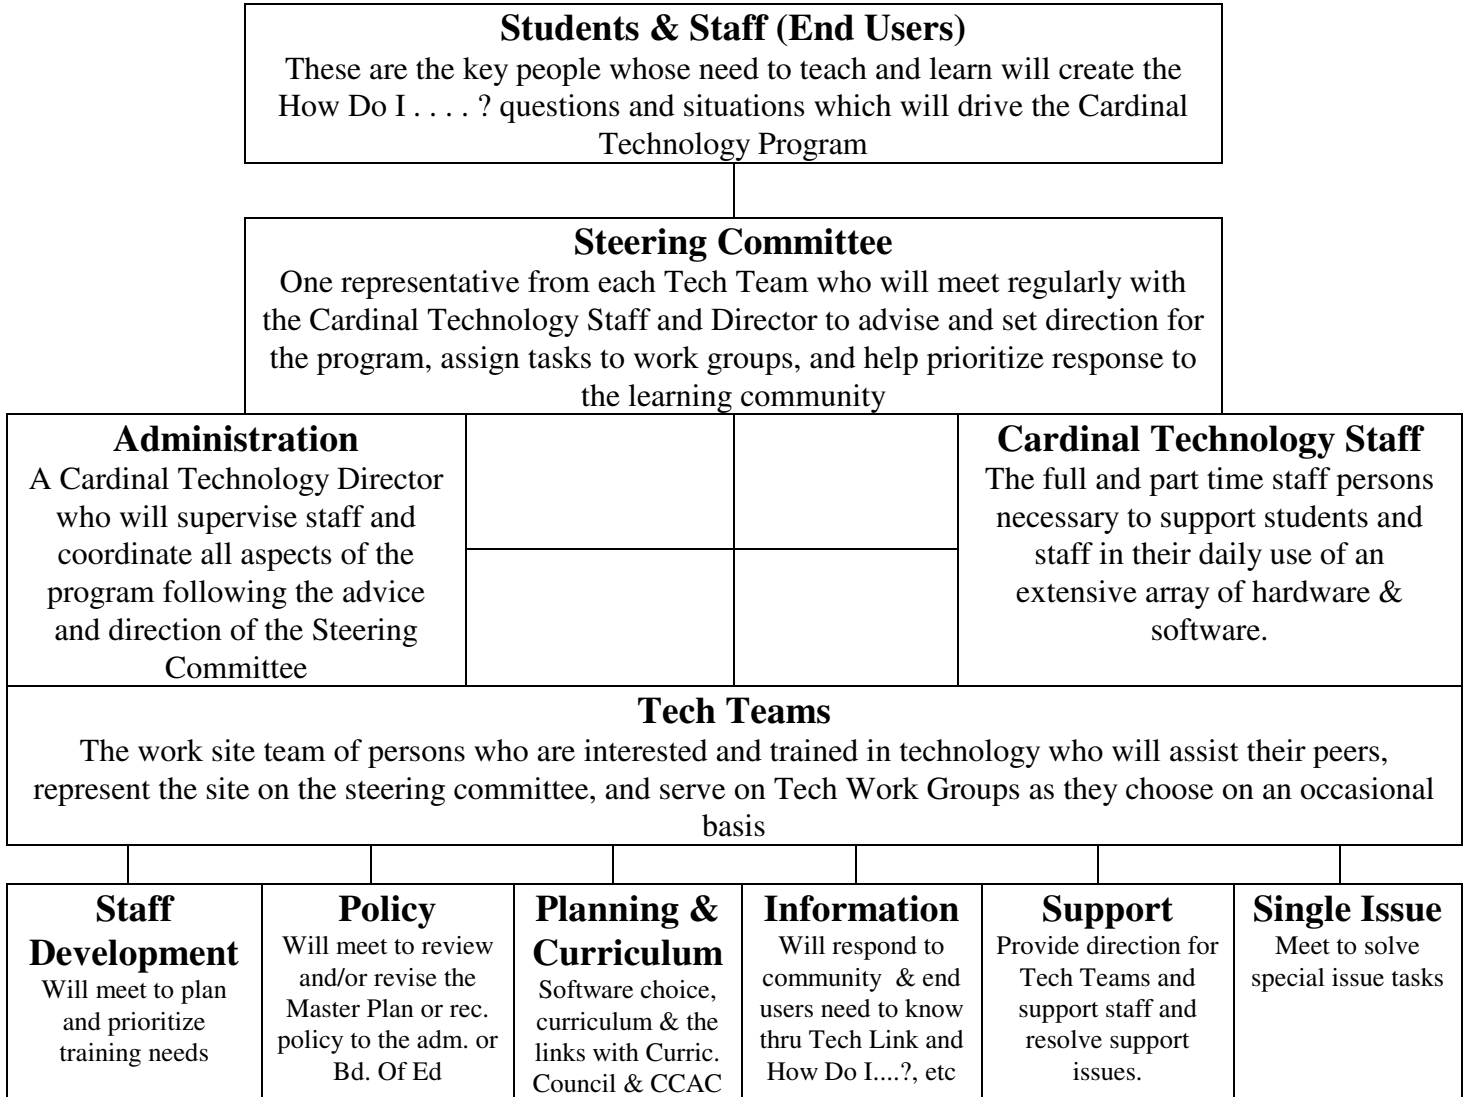 Students & Staff (End Users)
These are the key people whose need to teach and learn will create the
How Do I . . . . ? questions and situations which will drive the Cardinal
Technology Program
Steering Committee
One representative from each Tech Team who will meet regularly with
the Cardinal Technology Staff and Director to advise and set direction for
the program, assign tasks to work groups, and help prioritize response to
the learning community
Administration
A Cardinal Technology Director
who will supervise staff and
coordinate all aspects of the
program following the advice
and direction of the Steering
Committee
Cardinal Technology Staff
The full and part time staff persons
necessary to support students and
staff in their daily use of an
extensive array of hardware &
software.
Tech Teams
The work site team of persons who are interested and trained in technology who will assist their peers,
represent the site on the steering committee, and serve on Tech Work Groups as they choose on an occasional
basis
Staff
Development
Will meet to plan
and prioritize
training needs
Policy
Will meet to review
and/or revise the
Master Plan or rec.
policy to the adm. or
Bd. Of Ed
Planning &
Curriculum
Software choice,
curriculum & the
links with Curric.
Council & CCAC
Information
Will respond to
community & end
users need to know
thru Tech Link and
How Do I....?, etc
Support
Provide direction for
Tech Teams and
support staff and
resolve support
issues.
Single Issue
Meet to solve
special issue tasks